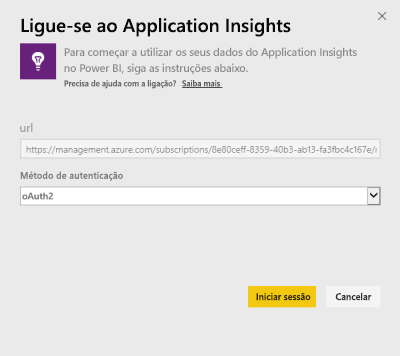 Ligue-se ao Application Insights
Para começar a utilizar os seus dados do Application Insights
no Power BI, siga as instruções abaixo.
Precisa de ajuda com a ligação? Saiba mais
url
https://management.azure.com/subscriptions/8e80ceff-8359-40b3-ab13-fa3fbc4c167e/r
Método de autenticação
oAuth2
Iniciar sessão Cancelar